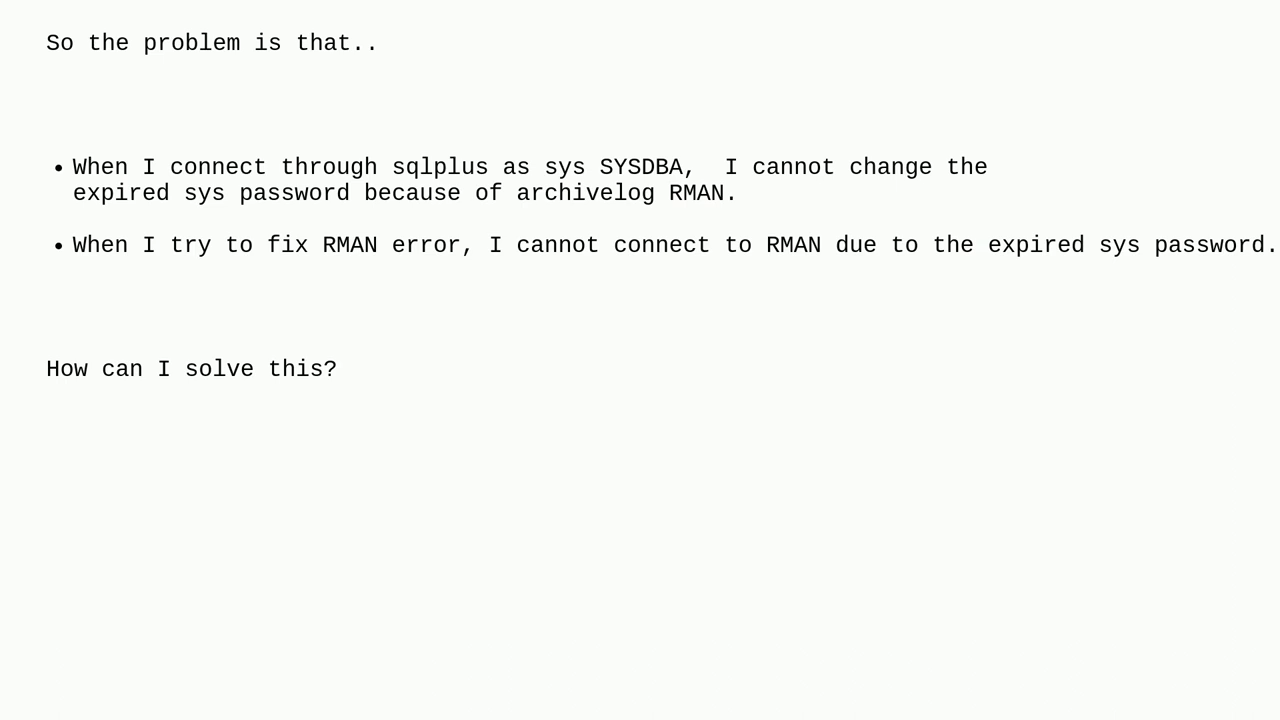 So the problem is that..
• When I connect through sqlplus as sys SYSDBA,  I cannot change the
expired sys password because of archivelog RMAN.
• When I try to fix RMAN error, I cannot connect to RMAN due to the expired sys password.
How can I solve this?